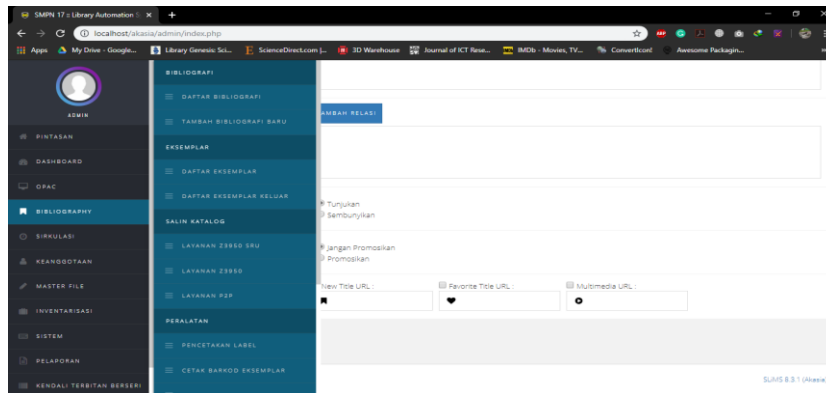 SMPN 17 :: Library Automation S
localhost/akasia/admin/index.php
Apps My Drive - Google... Library Genesis: Sci... ScienceDirect.com |... 3D Warehouse Journal of ICT Rese... IMDb - Movies, TV... ConvertIcon! Awesome Packagin...
ADMIN
PINTASAN
DASHBOARD
OPAC
BIBLIOGRAPHY
SIRKULASI
KEANGGOTAAN
MASTER FILE
INVENTARISASI
SISTEM
PELAPORAN
KENDALI TERBITAN BERSERI
BIBLIOGRAFI
DAFTAR BIBLIOGRAFI
TAMBAH BIBLIOGRAFI BARU
EKSEMPLAR
DAFTAR EKSEMPLAR
DAFTAR EKSEMPLAR KELUAR
SALIN KATALOG
LAYANAN Z3950 SRU
LAYANAN Z3950
LAYANAN P2P
PERALATAN
PENCETAKAN LABEL
CETAK BARKOD EKSEMPLAR
AMBAH RELASI
Tunjukan
Sembunyikan
Jangan Promosikan
Promosikan
New Title URL : Favorite Title URL : Multimedia URL :
SLiMS 8.3.1 (Akasia)